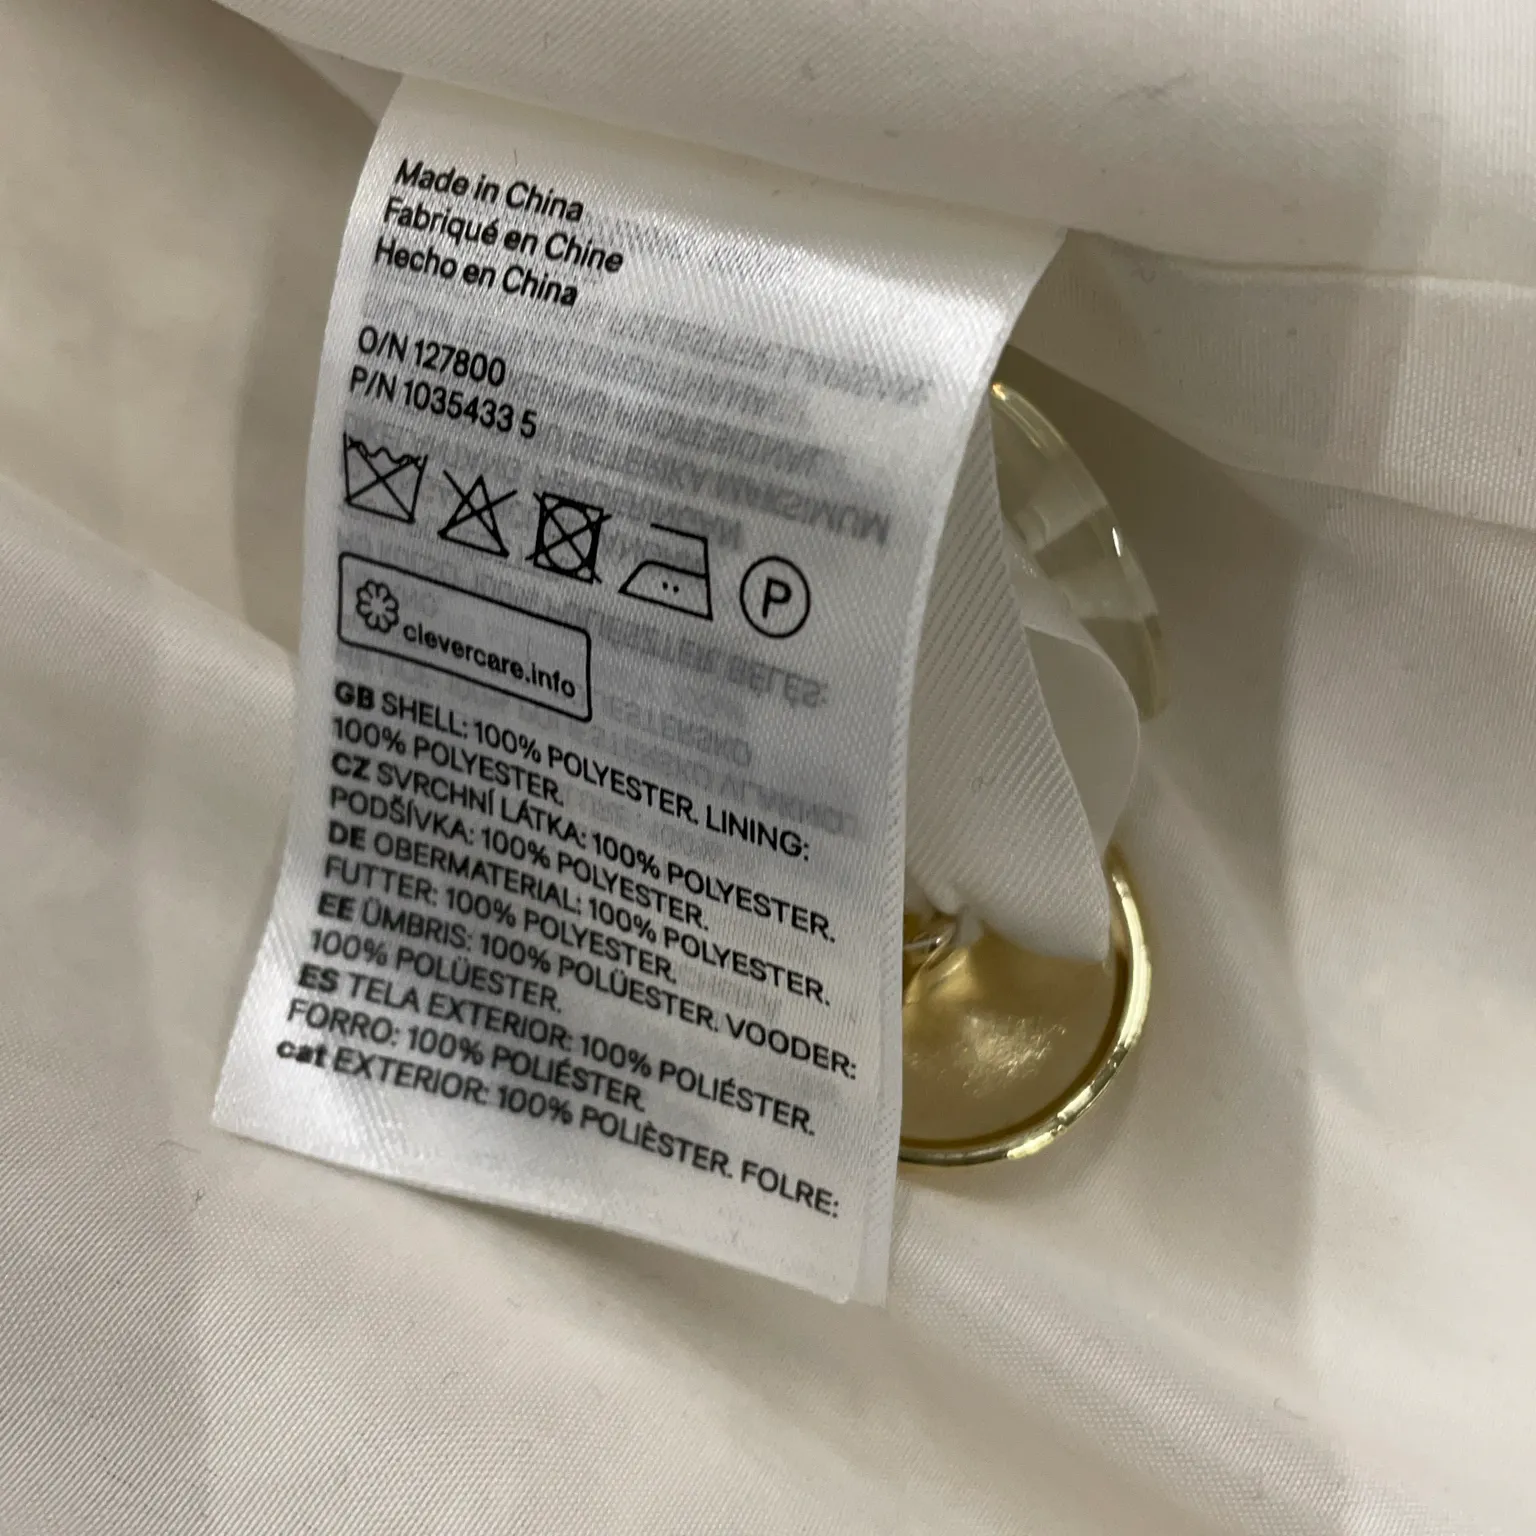 Made in China
Fabriqué en Chine
Hecho en China
O/N 127800
P/N 1035433 5
P
clevercare.info
GB SHELL: 100% POLYESTER. LINING:
100% POLYESTER.
CZ SVRCHNÍ LÁTKA: 100% POLYESTER.
PODŠÍVKA: 100% POLYESTER.
DE OBERMATERIAL: 100% POLYESTER.
FUTTER: 100% POLYESTER.
EE ÜMBRIS: 100% POLÜESTER. VOODER:
100% POLÜESTER.
ES TELA EXTERIOR: 100% POLIÉSTER.
FORRO: 100% POLIÉSTER.
cat EXTERIOR: 100% POLIÈSTER. FOLRE: